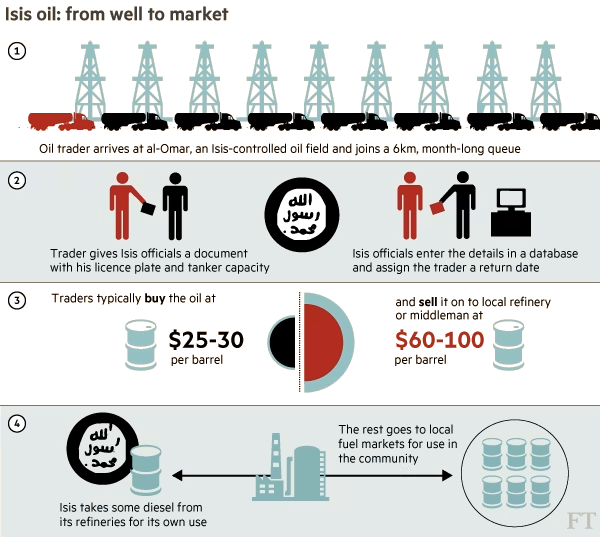 Isis oil: from well to market
1
Oil trader arrives at al-Omar, an Isis-controlled oil field and joins a 6km, month-long queue
2
الله
رسول
محمد
Trader gives Isis officials a document
with his licence plate and tanker capacity
Isis officials enter the details in a database
and assign the trader a return date
3
Traders typically buy the oil at
$25-30
per barrel
and sell it on to local refinery
or middleman at
$60-100
per barrel
4
الله
رسول
محمد
Isis takes some diesel from
its refineries for its own use
The rest goes to local
fuel markets for use in
the community
FT